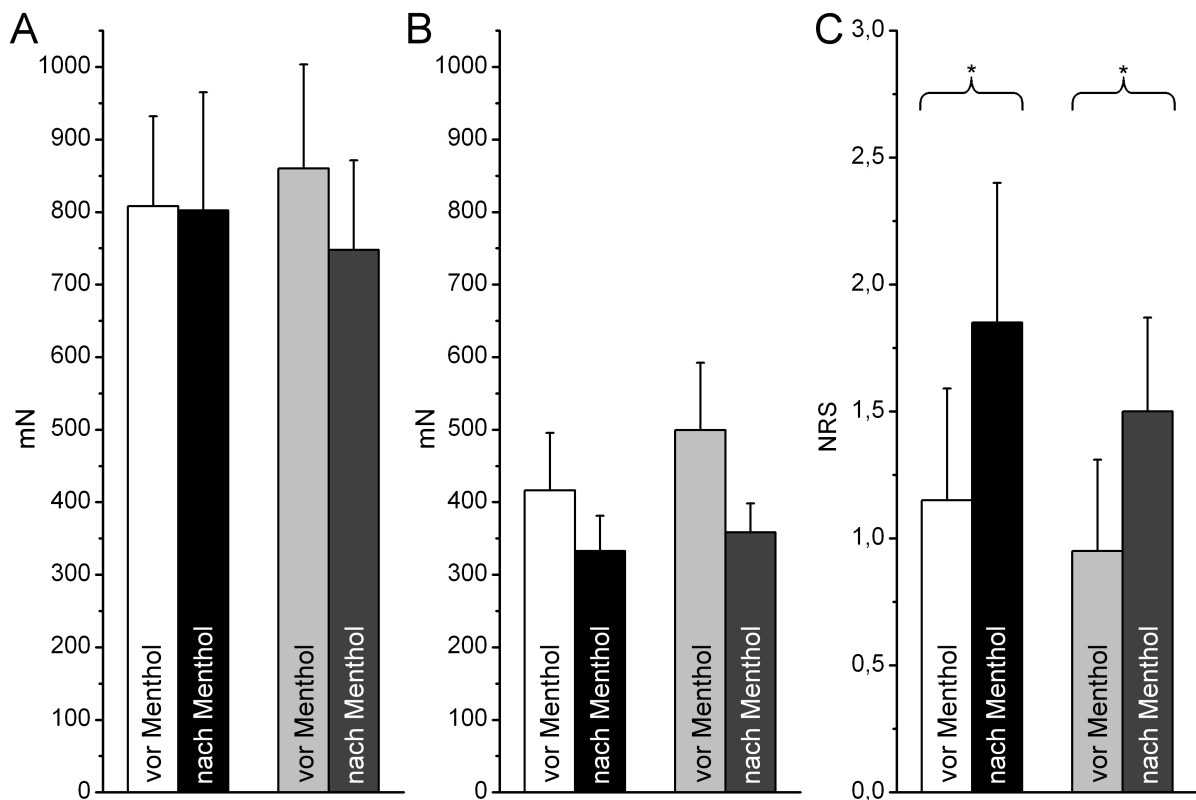 A
1000
900
800
700
600
500
400
300
200
100
0
mN
vor Menthol
nach Menthol
vor Menthol
nach Menthol
B
1000
900
800
700
600
500
400
300
200
100
0
mN
vor Menthol
nach Menthol
vor Menthol
nach Menthol
C
3,0
2,5
2,0
1,5
1,0
0,5
0,0
NRS
*
*
vor Menthol
nach Menthol
vor Menthol
nach Menthol